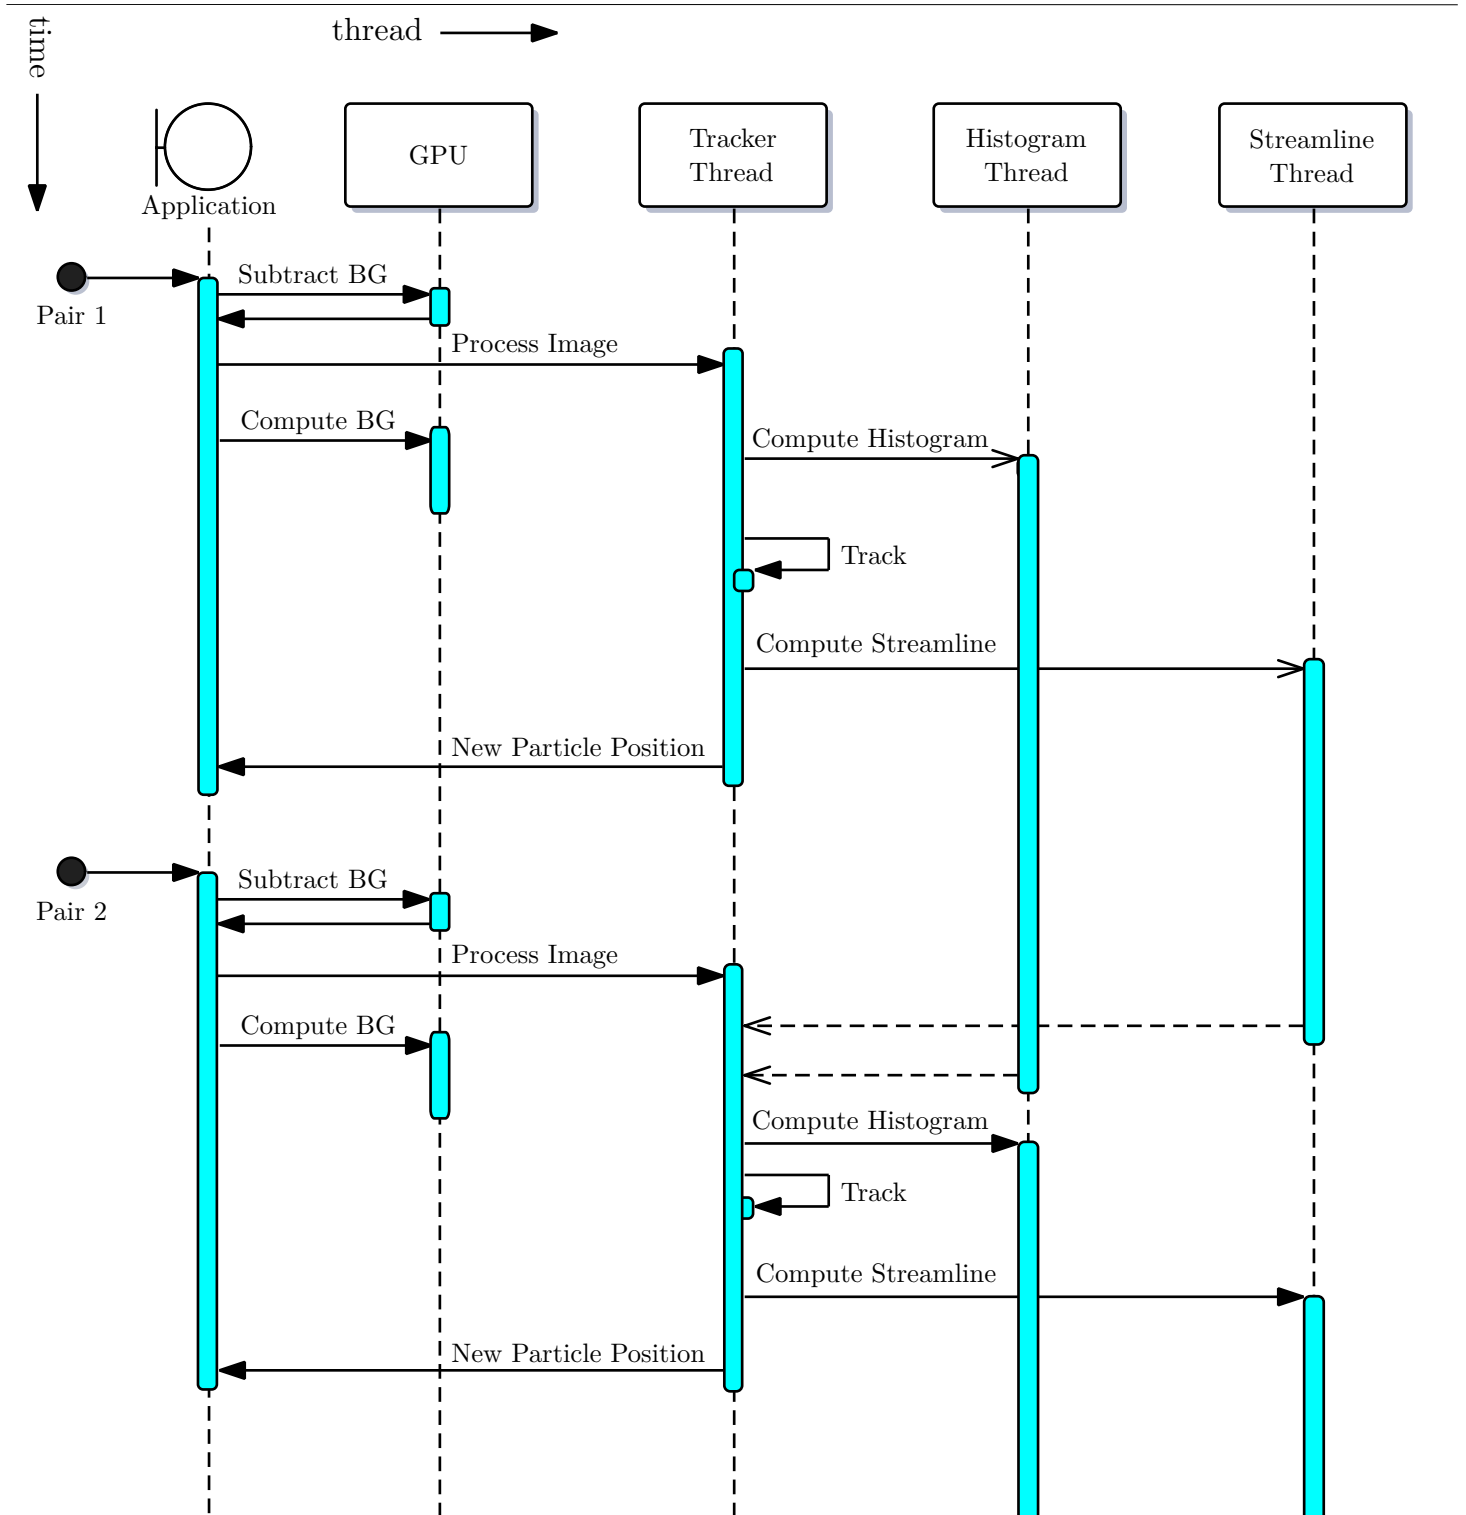 time
thread
Application
GPU
Tracker
Thread
Histogram
Thread
Streamline
Thread
Pair 1
Subtract BG
Process Image
Compute BG
Compute Histogram
Track
Compute Streamline
New Particle Position
Pair 2
Subtract BG
Process Image
Compute BG
Compute Histogram
Track
Compute Streamline
New Particle Position